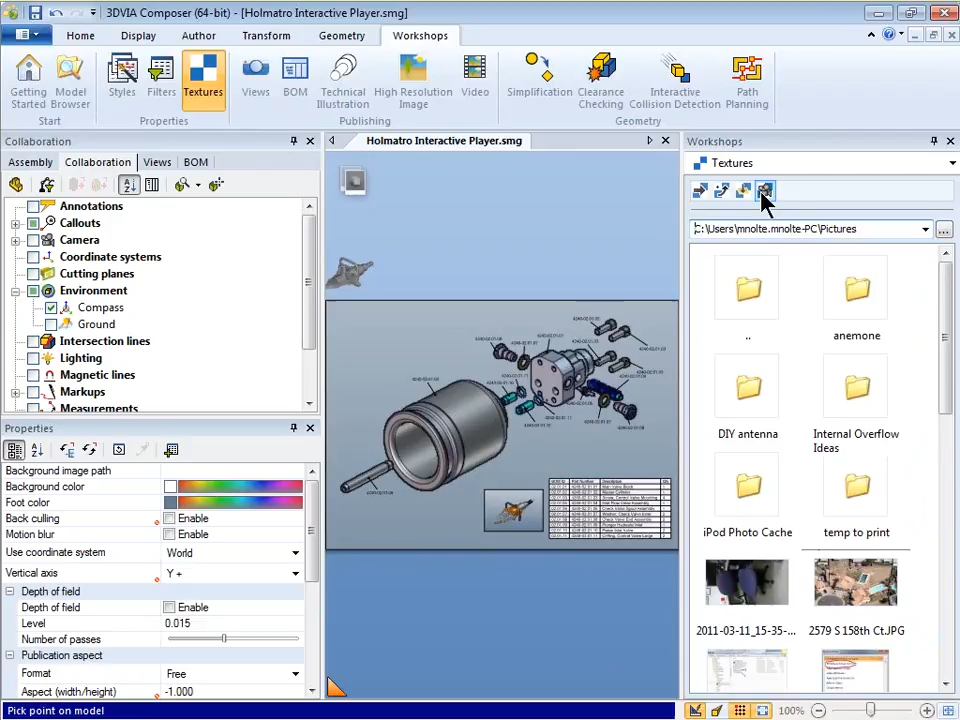 3DVIA Composer (64-bit) - [Holmatro Interactive Player.smg]
Home Display Author Transform Geometry Workshops
Getting Started
Model Browser
Styles
Filters
Textures
Views
BOM
Technical Illustration
High Resolution Image
Video
Simplification
Clearance Checking
Interactive Collision Detection
Path Planning
Start Properties Publishing Geometry
Collaboration
Assembly Collaboration Views BOM
Annotations
Callouts
Camera
Coordinate systems
Cutting planes
Environment
Compass
Ground
Intersection lines
Lighting
Magnetic lines
Markups
Measurements
Properties
Background image path
Background color
Foot color
Back culling Enable
Motion blur Enable
Use coordinate system World
Vertical axis Y +
Depth of field
Depth of field Enable
Level 0.015
Number of passes
Publication aspect
Format Free
Aspect (width/height) -1.000
Holmatro Interactive Player.smg
Workshops
Textures
:\Users\mnolte.mnolte-PC\Pictures
..
anemone
DIY antenna
Internal Overflow Ideas
iPod Photo Cache
temp to print
2011-03-11_15-35-...
2579 S 158th Ct.JPG
Pick point on model
100%